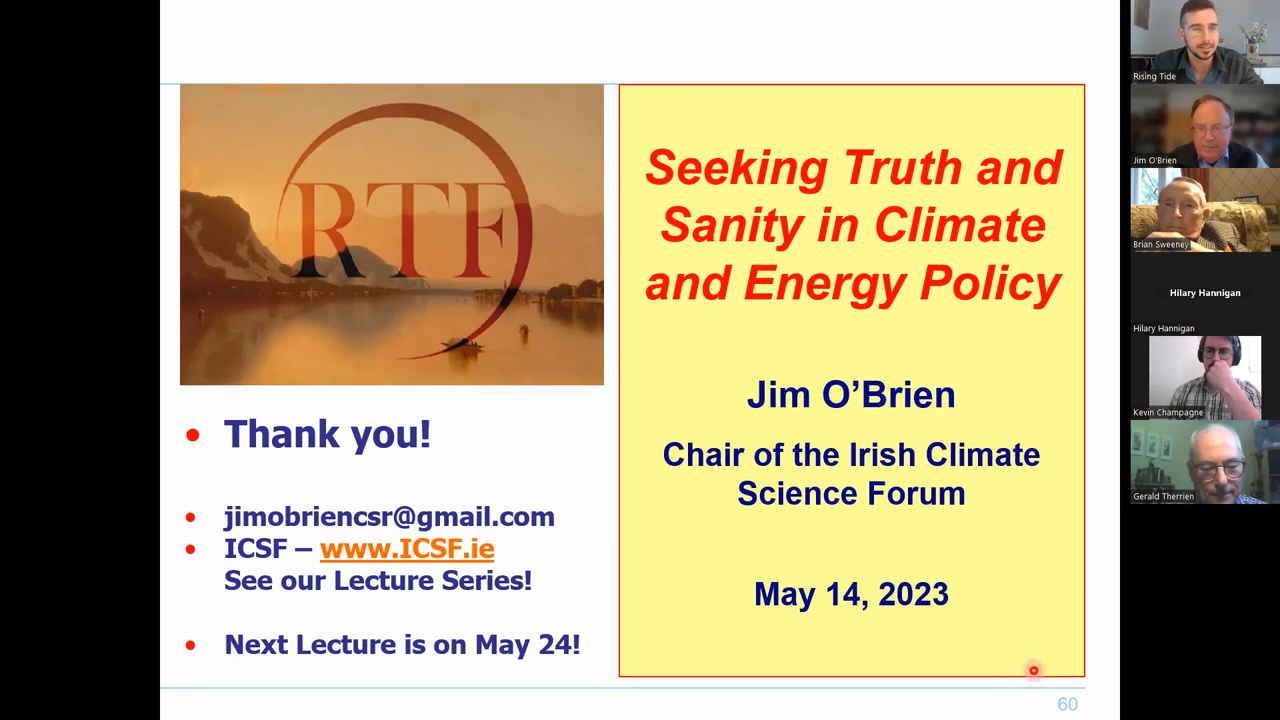 RTF
Thank you!
jimobriencsr@gmail.com
ICSF – www.ICSF.ie
See our Lecture Series!
Next Lecture is on May 24!
Seeking Truth and
Sanity in Climate
and Energy Policy
Jim O’Brien
Chair of the Irish Climate
Science Forum
May 14, 2023
60
Rising Tide
Jim O'Brien
Brian Sweeney
Hilary Hannigan
Hilary Hannigan
Kevin Champagne
Gerald Therrien